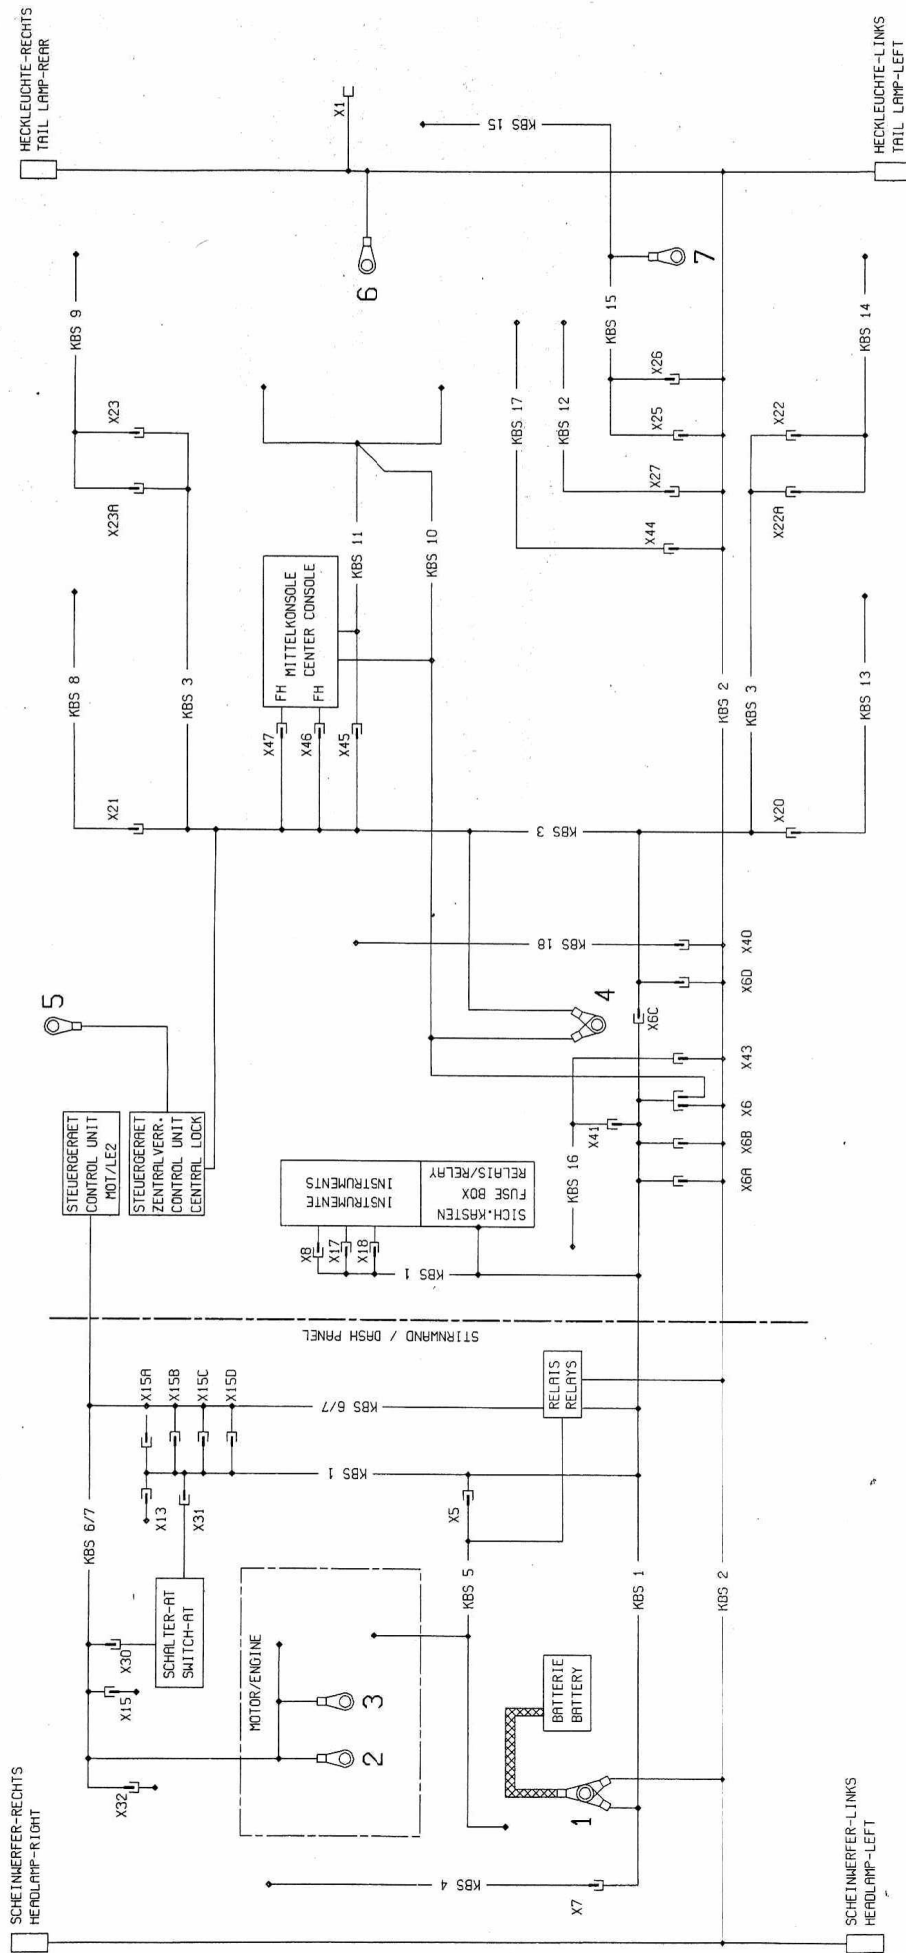 HECKLEUCHTE-RECHTS
TAIL LAMP-REAR
HECKLEUCHTE-LINKS
TAIL LAMP-LEFT
X1
KBS 15
6
7
KBS 9
KBS 15
KBS 14
X23
X23A
KBS 17
KBS 12
X26
X25
X27
X44
X22
X22A
KBS 11
KBS 10
MITTELKONSOLE
CENTER CONSOLE
FH
FH
KBS 8
KBS 3
X47
X46
X45
KBS 2
KBS 3
KBS 13
X21
KBS 3
X20
KBS 18
X40
X6D
5
4
X6C
X43
X6
X41
X6B
X6A
STEUERGERAET
CONTROL UNIT
MOT/LE2
STEUERGERAET
ZENTRALVERR.
CONTROL UNIT
CENTRAL LOCK
INSTRUMENTE
INSTRUMENTS
SICH.KASTEN
FUSE BOX
RELAIS/RELAY
KBS 16
X8
X17
X18
KBS 1
STIRNWAND / DASH PANEL
X15A
X15B
X15C
X15D
KBS 6/7
RELAIS
RELAYS
KBS 1
X13
X31
X5
KBS 6/7
KBS 5
KBS 1
KBS 2
SCHALTER-AT
SWITCH-AT
X30
X15
X32
MOTOR/ENGINE
3
2
BATTERIE
BATTERY
1
KBS 4
X7
SCHEINWERFER-RECHTS
HEADLAMP-RIGHT
SCHEINWERFER-LINKS
HEADLAMP-LEFT